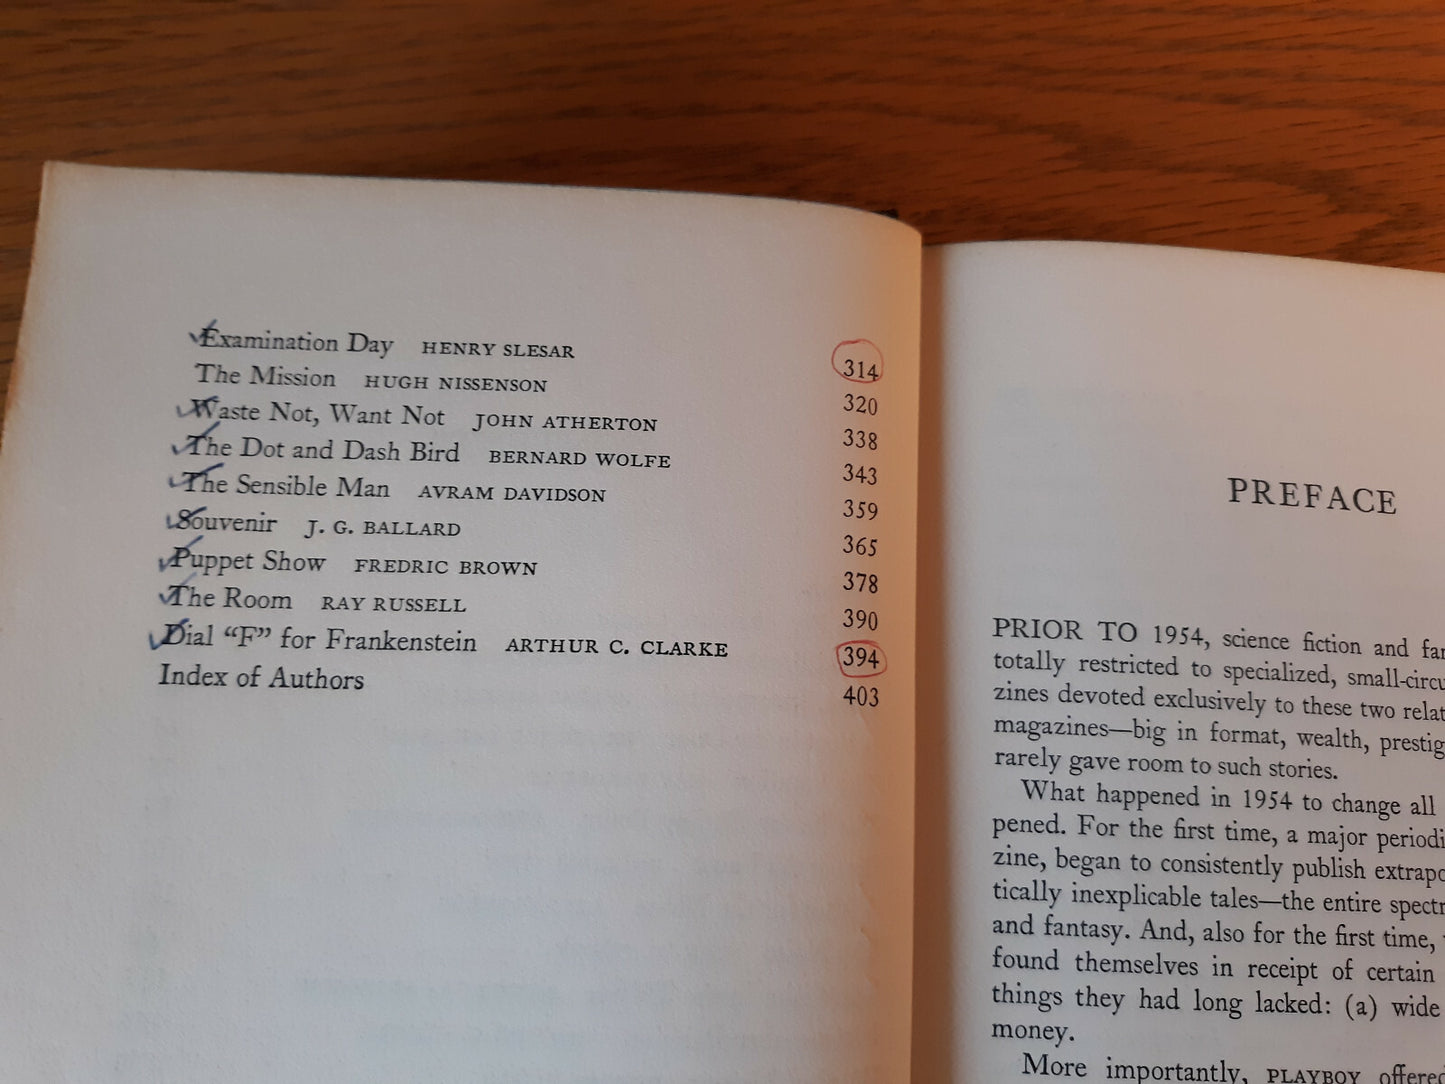 Examination Day HENRY SLESAR 314
The Mission HUGH NISSENSON 320
Waste Not, Want Not JOHN ATHERTON 338
The Dot and Dash Bird BERNARD WOLFE 343
The Sensible Man AVRAM DAVIDSON 359
Souvenir J. G. BALLARD 365
Puppet Show FREDRIC BROWN 378
The Room RAY RUSSELL 390
Dial “F” for Frankenstein ARTHUR C. CLARKE 394
Index of Authors 403
PREFACE
PRIOR TO 1954, science fiction and
totally restricted to specialized,
zines devoted exclusively to these two
magazines—big in format, wealth,
rarely gave room to such stories.
What happened in 1954 to change all
pened. For the first time, a major
zine, began to consistently publish
tically inexplicable tales—the entire
and fantasy. And, also for the first time,
found themselves in receipt of certain
things they had long lacked: (a) wide
money.
More importantly, PLAYBOY